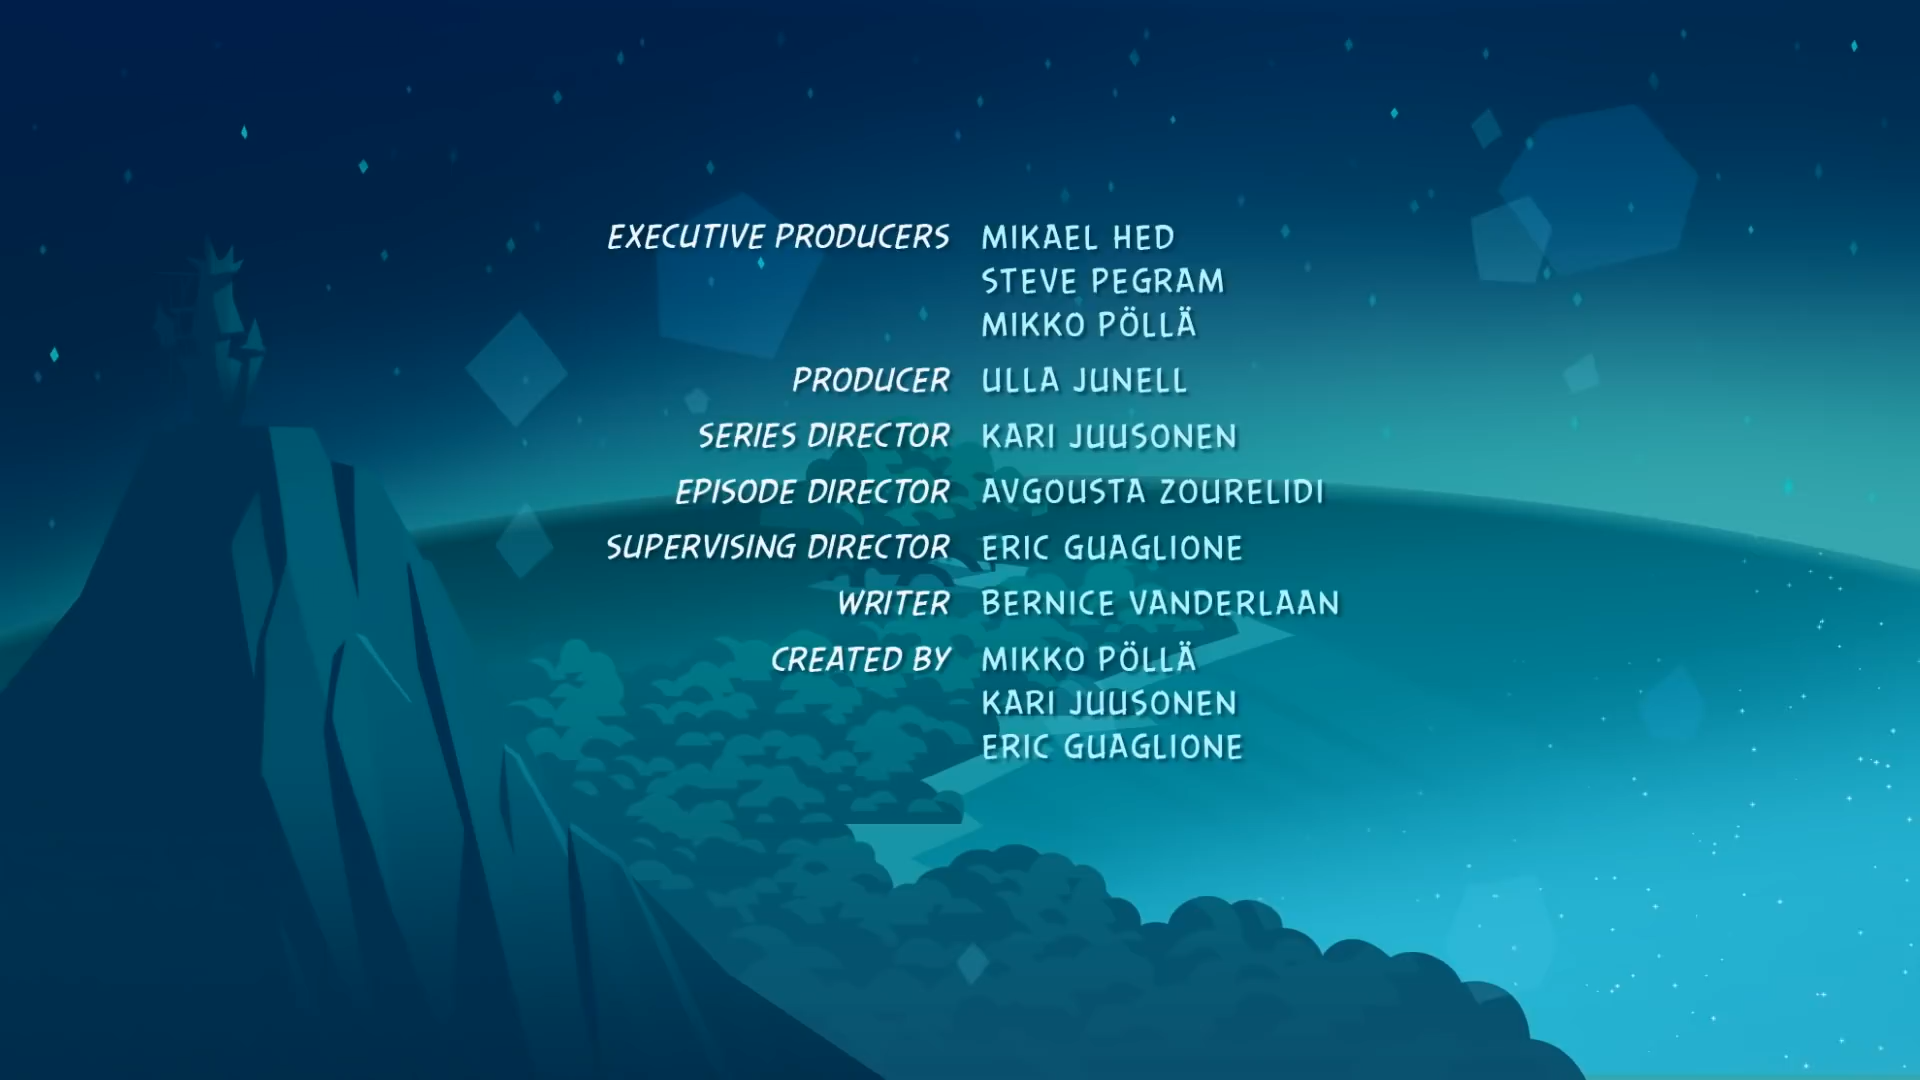 EXECUTIVE PRODUCERS MIKAEL HED
STEVE PEGRAM
MIKKO PÖLLÄ
PRODUCER ULLA JUNELL
SERIES DIRECTOR KARI JUUSONEN
EPISODE DIRECTOR AVGOUSTA ZOURELIDI
SUPERVISING DIRECTOR ERIC GUAGLIONE
WRITER BERNICE VANDERLAAN
CREATED BY MIKKO PÖLLÄ
KARI JUUSONEN
ERIC GUAGLIONE